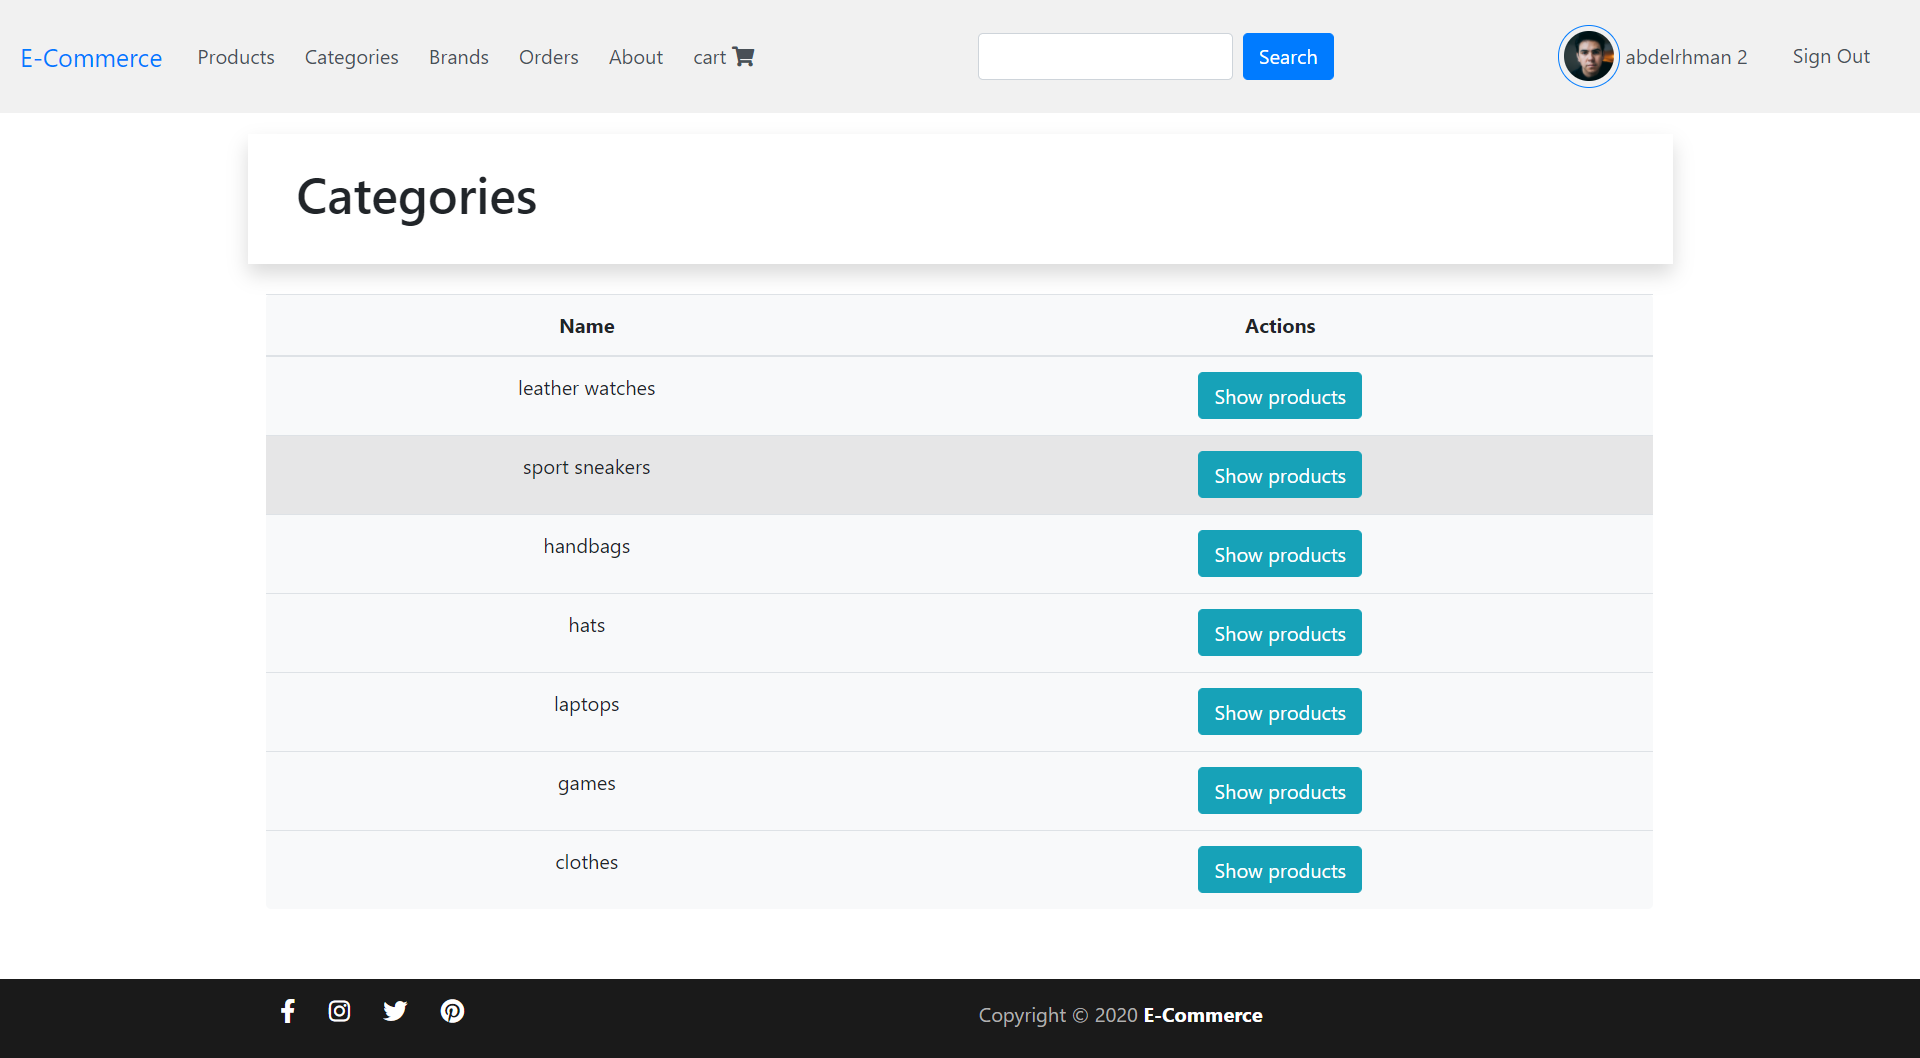 E-Commerce Products Categories Brands Orders About cart Search abdelrhman 2 Sign Out
Categories
Name Actions
leather watches Show products
sport sneakers Show products
handbags Show products
hats Show products
laptops Show products
games Show products
clothes Show products
Copyright © 2020 E-Commerce